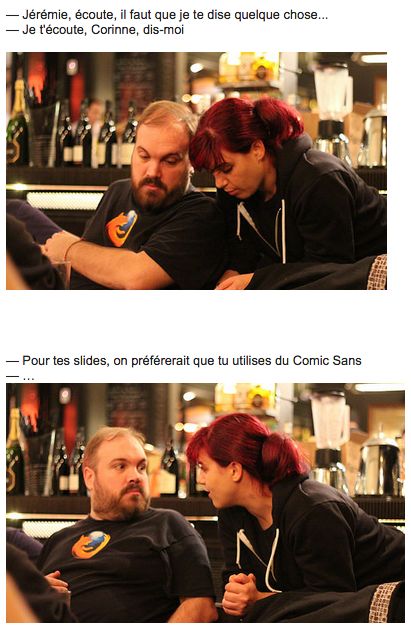 — Jérémie, écoute, il faut que je te dise quelque chose...
— Je t'écoute, Corinne, dis-moi
— Pour tes slides, on préférerait que tu utilises du Comic Sans
— …